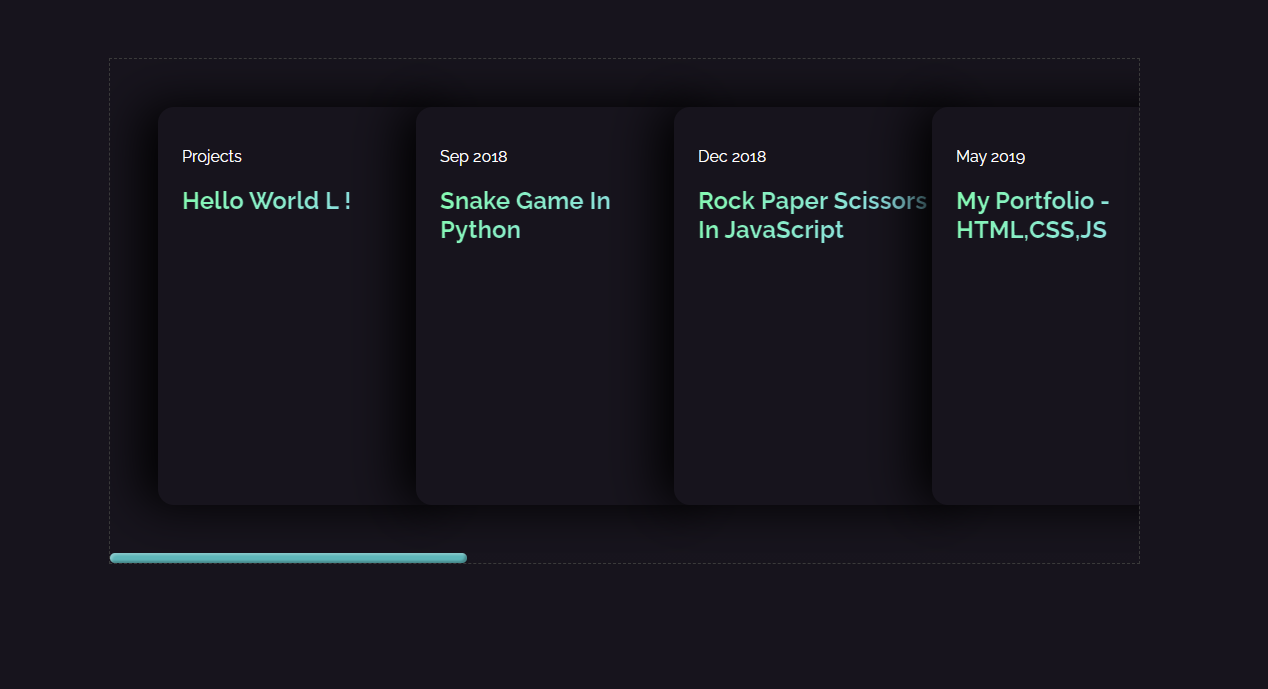 Projects
Hello World L !
Sep 2018
Snake Game In
Python
Dec 2018
Rock Paper Scissors
In JavaScript
May 2019
My Portfolio -
HTML,CSS,JS